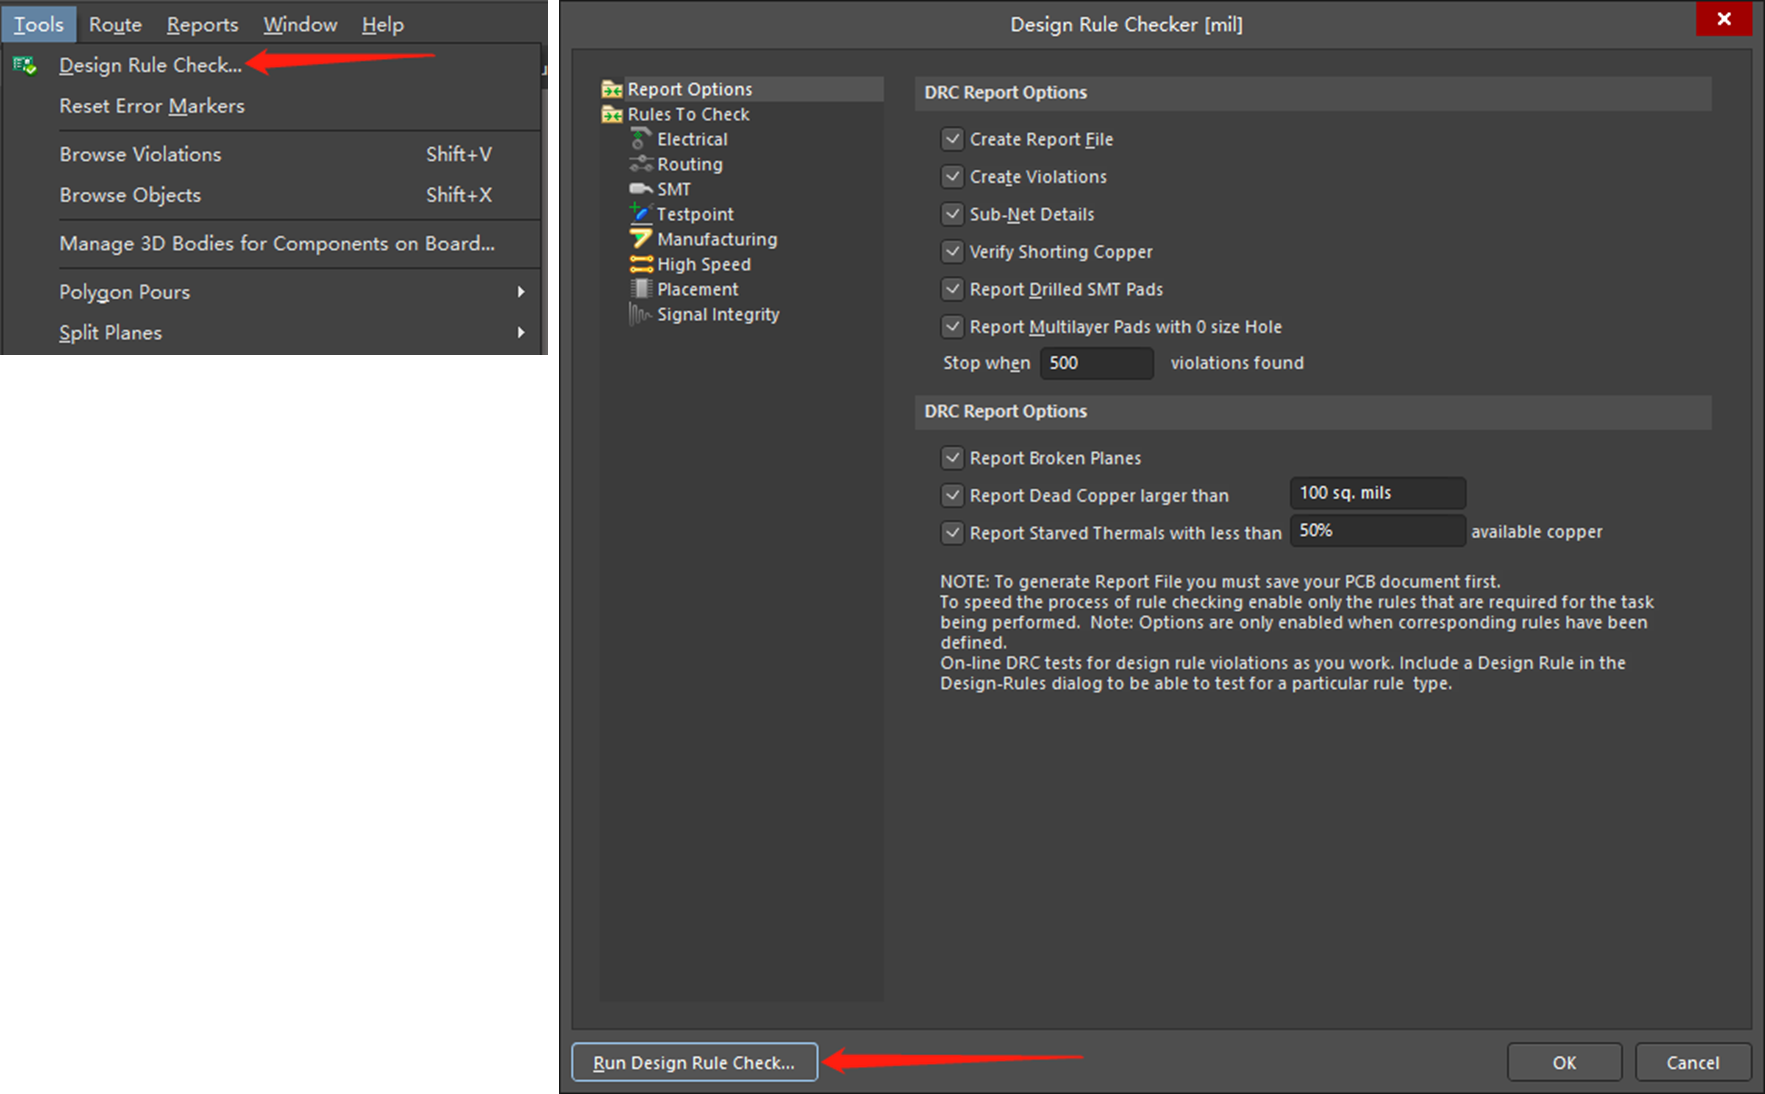 Tools Route Reports Window Help
Design Rule Check...
Reset Error Markers
Browse Violations Shift+V
Browse Objects Shift+X
Manage 3D Bodies for Components on Board...
Polygon Pours
Split Planes
Design Rule Checker [mil]
Report Options
Rules To Check
Electrical
Routing
SMT
Testpoint
Manufacturing
High Speed
Placement
Signal Integrity
DRC Report Options
Create Report File
Create Violations
Sub-Net Details
Verify Shorting Copper
Report Drilled SMT Pads
Report Multilayer Pads with 0 size Hole
Stop when 500 violations found
DRC Report Options
Report Broken Planes
Report Dead Copper larger than 100 sq. mils
Report Starved Thermals with less than 50% available copper
NOTE: To generate Report File you must save your PCB document first.
To speed the process of rule checking enable only the rules that are required for the task
being performed.  Note: Options are only enabled when corresponding rules have been
defined.
On-line DRC tests for design rule violations as you work. Include a Design Rule in the
Design-Rules dialog to be able to test for a particular rule  type.
Run Design Rule Check... OK Cancel